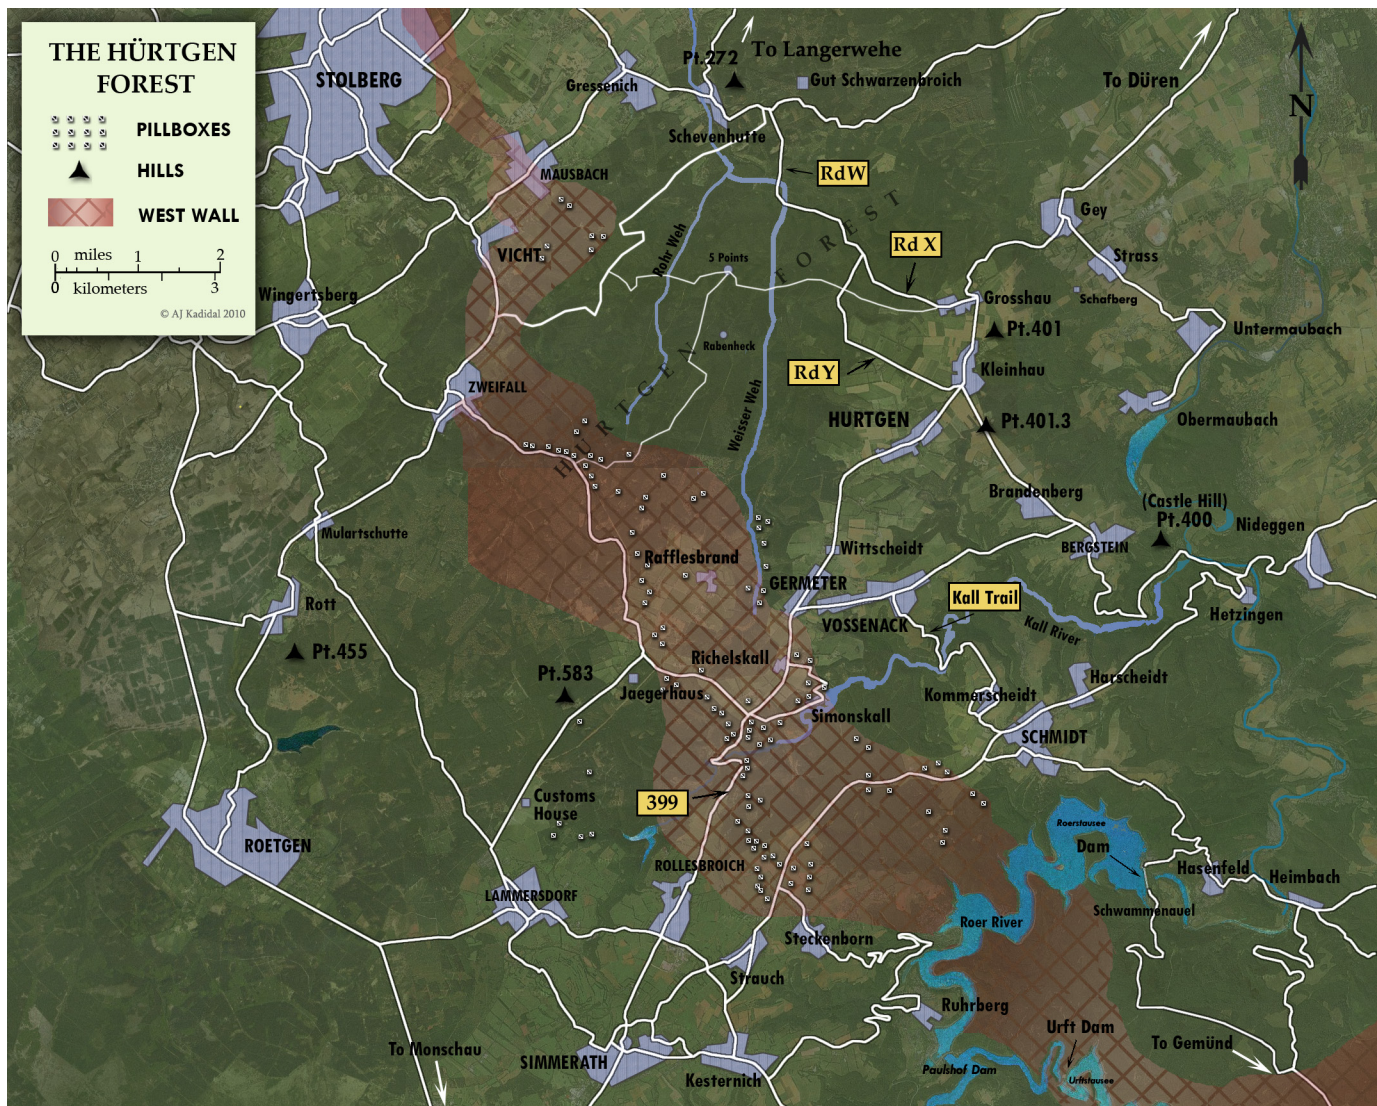 THE HÜRTGEN
FOREST
PILLBOXES
HILLS
WEST WALL
0 miles 1 2
0 kilometers 3
© AJ Kadidal 2010
STOLBERG
Gressenich
Pt.272
To Langerwehe
Gut Schwarzenbroich
To Düren
N
Schevenhutte
MAUSBACH
Rd W
Gey
VICHT
Rohr Weh
5 Points
Rd X
Strass
HURTGEN FOREST
Wingertsberg
Grosshau
Schafberg
Pt.401
Untermaubach
Rabenheck
Rd Y
Kleinhau
ZWEIFALL
Weisser Weh
HURTGEN
Pt.401.3
Obermaubach
Brandenberg
(Castle Hill)
Pt.400
Nideggen
Mulartschutte
Rafflesbrand
Wittscheidt
BERGSTEIN
GERMETER
Rott
Kall Trail
Hetzingen
VOSSENACK
Kall River
Pt.455
Richelskall
Pt.583
Jaegerhaus
Harscheidt
Kommerscheidt
Simonskall
SCHMIDT
Customs
House
399
Roerstausee
Dam
ROETGEN
ROLLESBROICH
Hasenfeld
Heimbach
LAMMERSDORF
Schwammenauel
Roer River
Steckenborn
Strauch
Ruhrberg
Urft Dam
To Monschau
To Gemünd
SIMMERATH
Kesternich
Paulshof Dam
Urftstausee